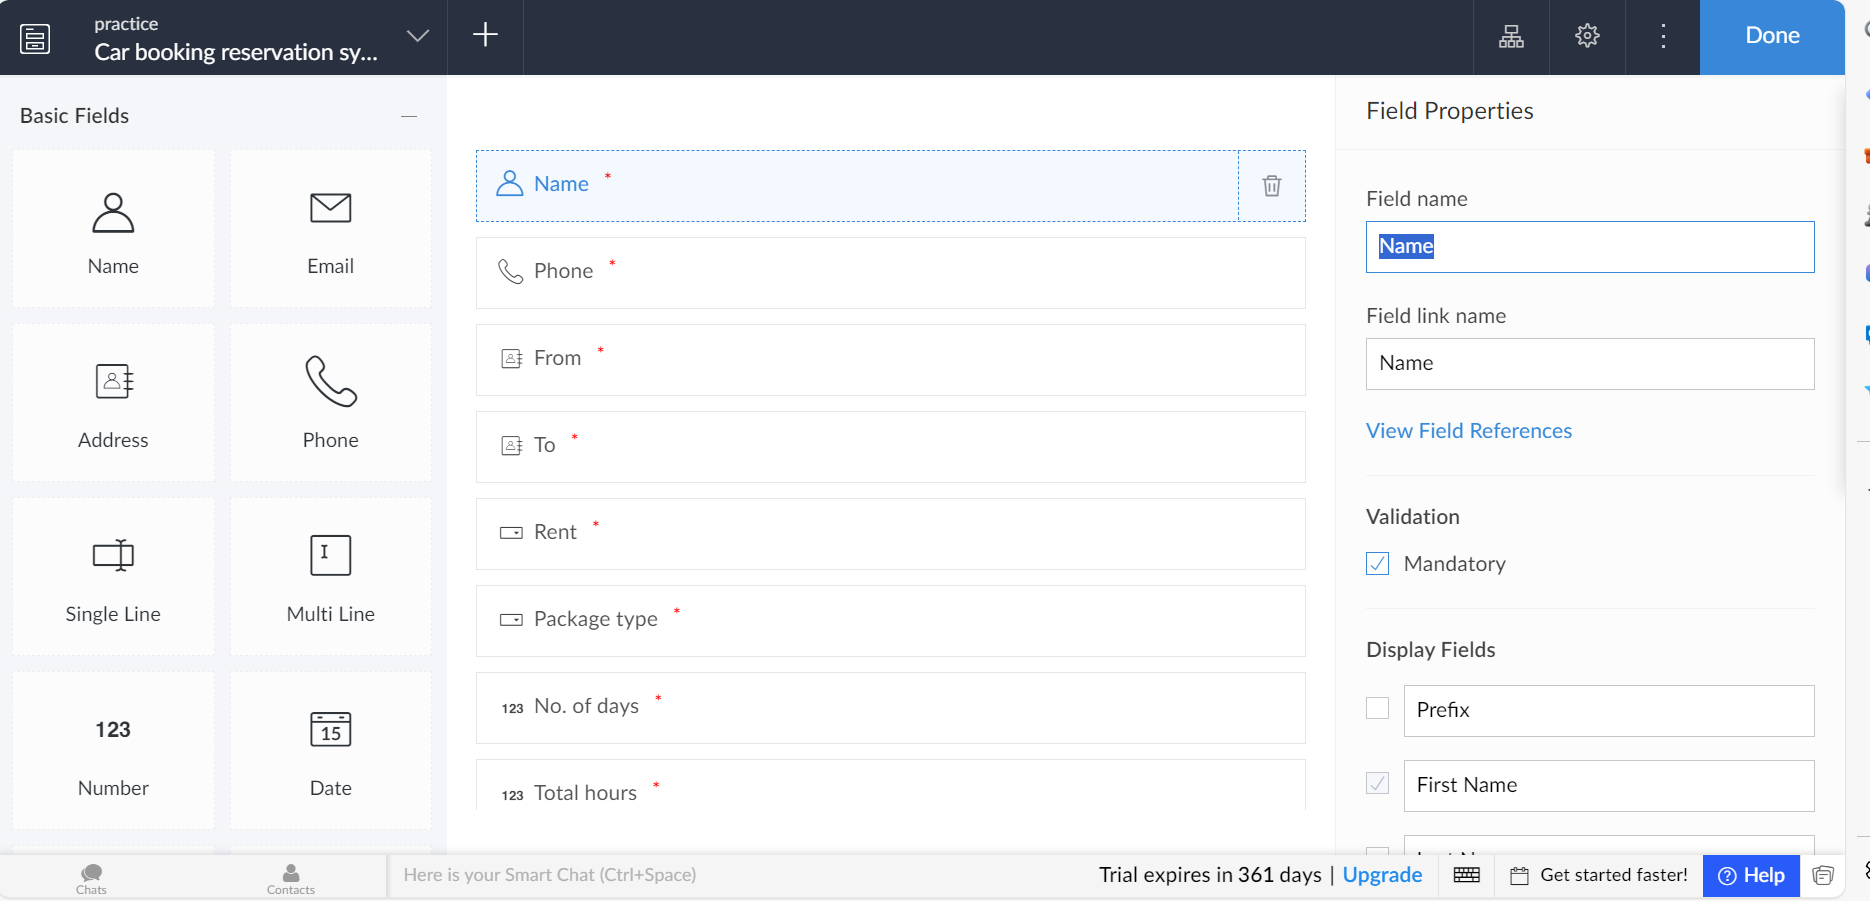 practice
Car booking reservation sy...
Done
Basic Fields
Name
Email
Address
Phone
Single Line
Multi Line
123
Number
15
Date
Name *
Phone *
From *
To *
Rent *
Package type *
123 No. of days *
123 Total hours *
Field Properties
Field name
Name
Field link name
Name
View Field References
Validation
Mandatory
Display Fields
Prefix
First Name
Chats
Contacts
Here is your Smart Chat (Ctrl+Space)
Trial expires in 361 days | Upgrade
Get started faster!
? Help